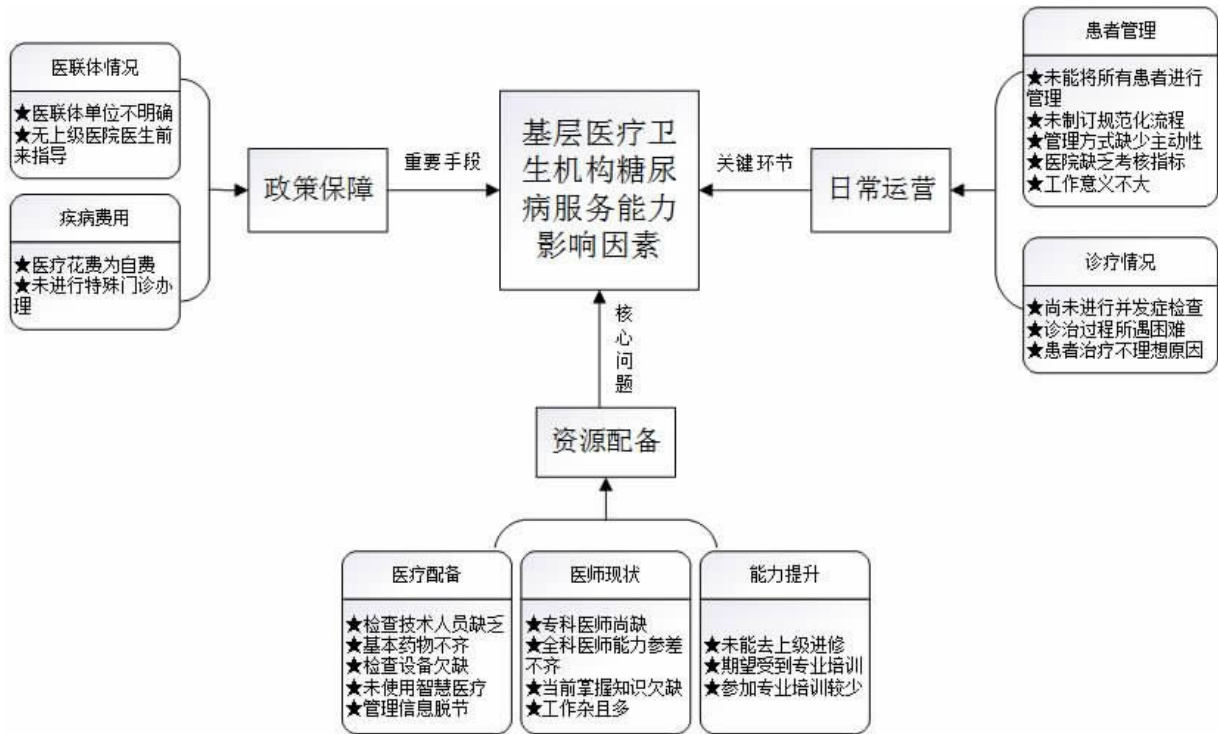 医联体情况
★医联体单位不明确
★无上级医院医生前
来指导
疾病费用
★医疗花费为自费
★未进行特殊门诊办
理
政策保障
重要手段
基层医疗卫
生机构糖尿
病服务能力
影响因素
关键环节
日常运营
患者管理
★未能将所有患者进行
管理
★未制订规范化流程
★管理方式缺少主动性
★医院缺乏考核指标
★工作意义不大
诊疗情况
★尚未进行并发症检查
★诊治过程所遇困难
★患者治疗不理想原因
核
心
问
题
资源配备
医疗配备
★检查技术人员缺乏
★基本药物不齐
★检查设备欠缺
★未使用智慧医疗
★管理信息脱节
医师现状
★专科医师尚缺
★全科医师能力参差
不齐
★当前掌握知识欠缺
★工作杂且多
能力提升
★未能去上级进修
★期望受到专业培训
★参加专业培训较少